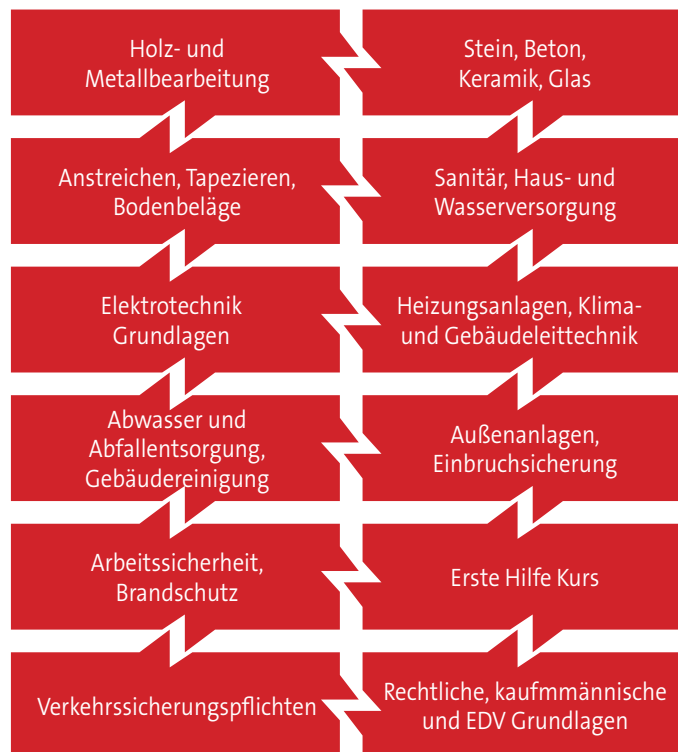 Holz- und
Metallbearbeitung
Stein, Beton,
Keramik, Glas
Anstreichen, Tapezieren,
Bodenbeläge
Sanitär, Haus- und
Wasserversorgung
Elektrotechnik
Grundlagen
Heizungsanlagen, Klima-
und Gebäudeleittechnik
Abwasser und
Abfallentsorgung,
Gebäudereinigung
Außenanlagen,
Einbruchsicherung
Arbeitssicherheit,
Brandschutz
Erste Hilfe Kurs
Verkehrssicherungspflichten
Rechtliche, kaufmmännische
und EDV Grundlagen